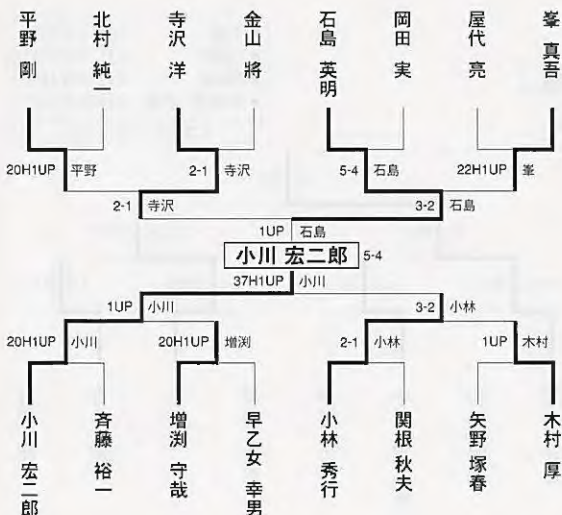 平野 剛
北村 純一
寺沢 洋
金山 將
石島 英明
岡田 実
屋代 亮
峯 真吾
20H1UP 平野
2-1 寺沢
5-4 石島
22H1UP 峯
2-1 寺沢
3-2 石島
1UP 石島
小川 宏二郎 5-4
37H1UP 小川
1UP 小川
3-2 小林
20H1UP 小川
20H1UP 増渕
2-1 小林
1UP 木村
小川 宏二郎
斉藤 裕一
増渕 守哉
早乙女 幸男
小林 秀行
関根 秋夫
矢野 塚春
木村 厚